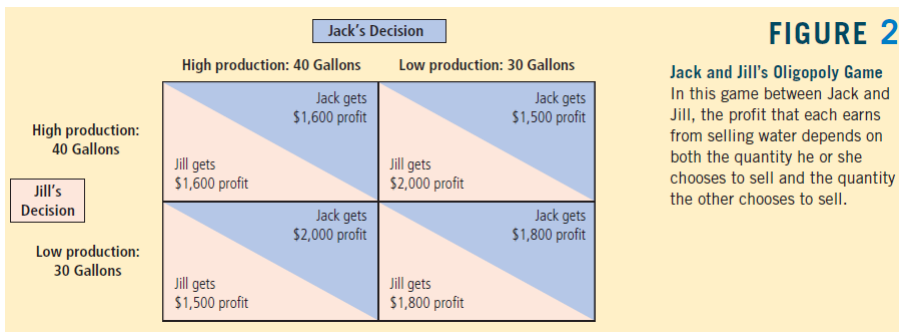 Jack's Decision
High production: 40 Gallons
Low production: 30 Gallons
High production:
40 Gallons
Jill's
Decision
Low production:
30 Gallons
Jack gets
$1,600 profit
Jill gets
$1,600 profit
Jack gets
$1,500 profit
Jill gets
$2,000 profit
Jack gets
$2,000 profit
Jill gets
$1,500 profit
Jack gets
$1,800 profit
Jill gets
$1,800 profit
FIGURE 2
Jack and Jill's Oligopoly Game
In this game between Jack and
Jill, the profit that each earns
from selling water depends on
both the quantity he or she
chooses to sell and the quantity
the other chooses to sell.